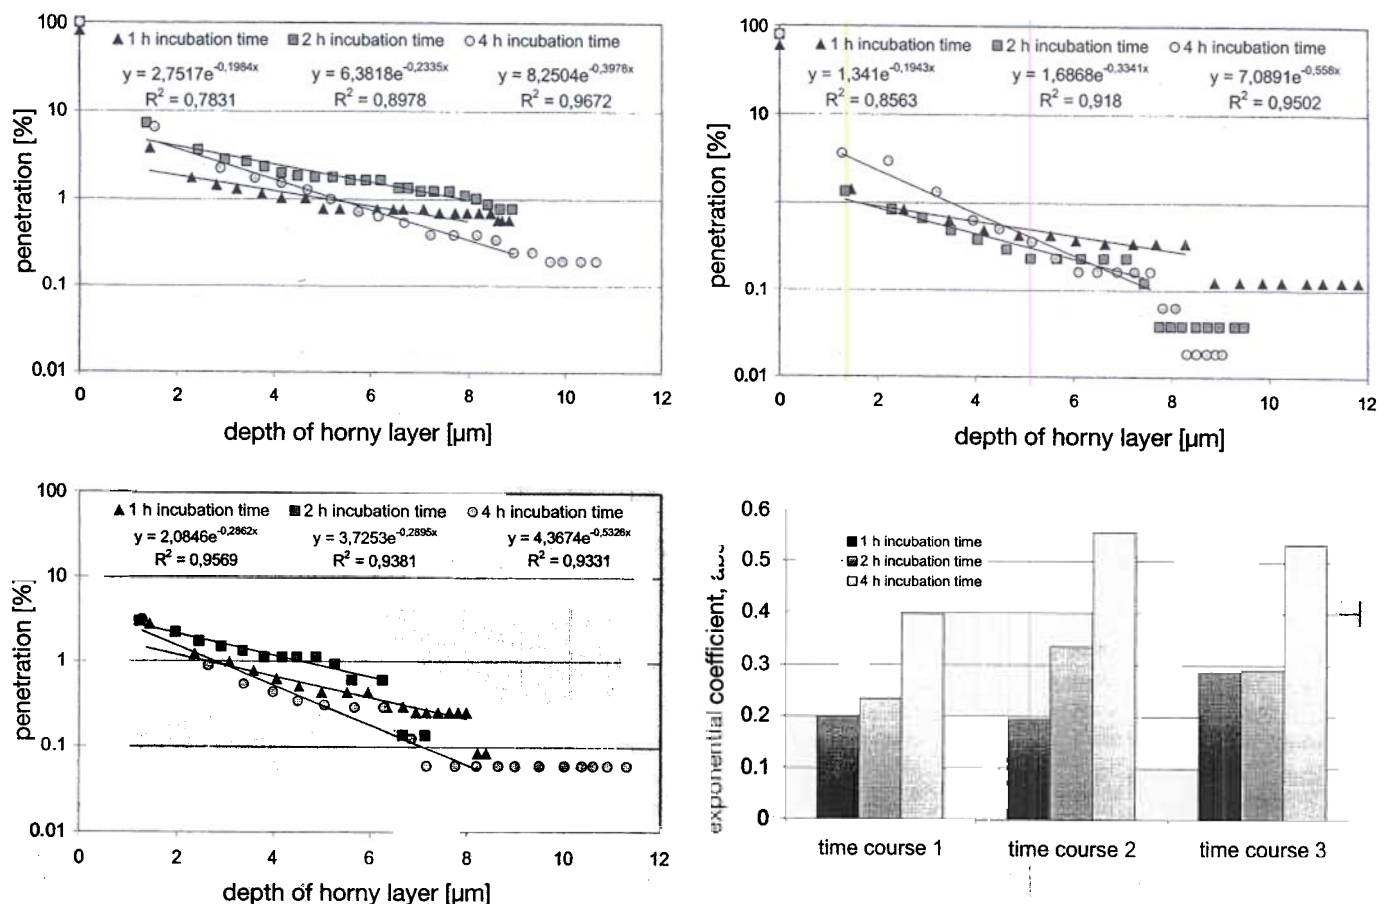 100
10
1
0.1
0.01
penetration [%]
▲ 1 h incubation time ■ 2 h incubation time ○ 4 h incubation time
y = 2,7517e^-0,1984x y = 6,3818e^-0,2335x y = 8,2504e^-0,3976x
R² = 0,7831 R² = 0,8978 R² = 0,9672
0 2 4 6 8 10 12
depth of horny layer [µm]
100
10
1
0.1
0.01
penetration [%]
▲ 1 h incubation time ■ 2 h incubation time ○ 4 h incubation time
y = 1,341e^-0,1943x y = 1,6868e^-0,3341x y = 7,0891e^-0,558x
R² = 0,8563 R² = 0,918 R² = 0,9502
0 2 4 6 8 10 12
depth of horny layer [µm]
100
10
1
0.1
0.01
penetration [%]
▲ 1 h incubation time ■ 2 h incubation time ○ 4 h incubation time
y = 2,0846e^-0,2862x y = 3,7253e^-0,2895x y = 4,3674e^-0,5326x
R² = 0,9569 R² = 0,9381 R² = 0,9331
0 2 4 6 8 10 12
depth of horny layer [µm]
0.6
0.5
0.4
0.3
0.2
0.1
0
exponential coefficient,
■ 1 h incubation time
■ 2 h incubation time
□ 4 h incubation time
time course 1 time course 2 time course 3